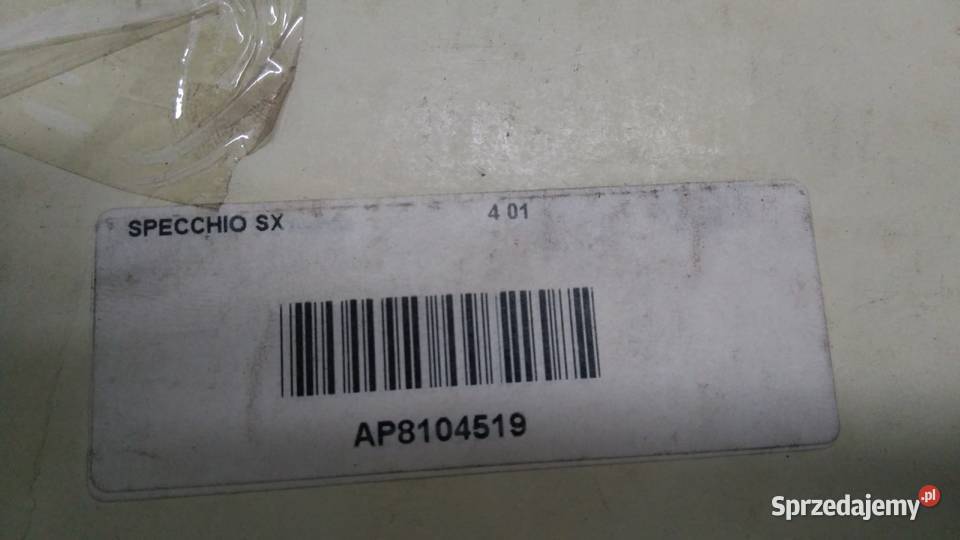 SPECCHIO SX 4 01
AP8104519
Sprzedajemy.pl